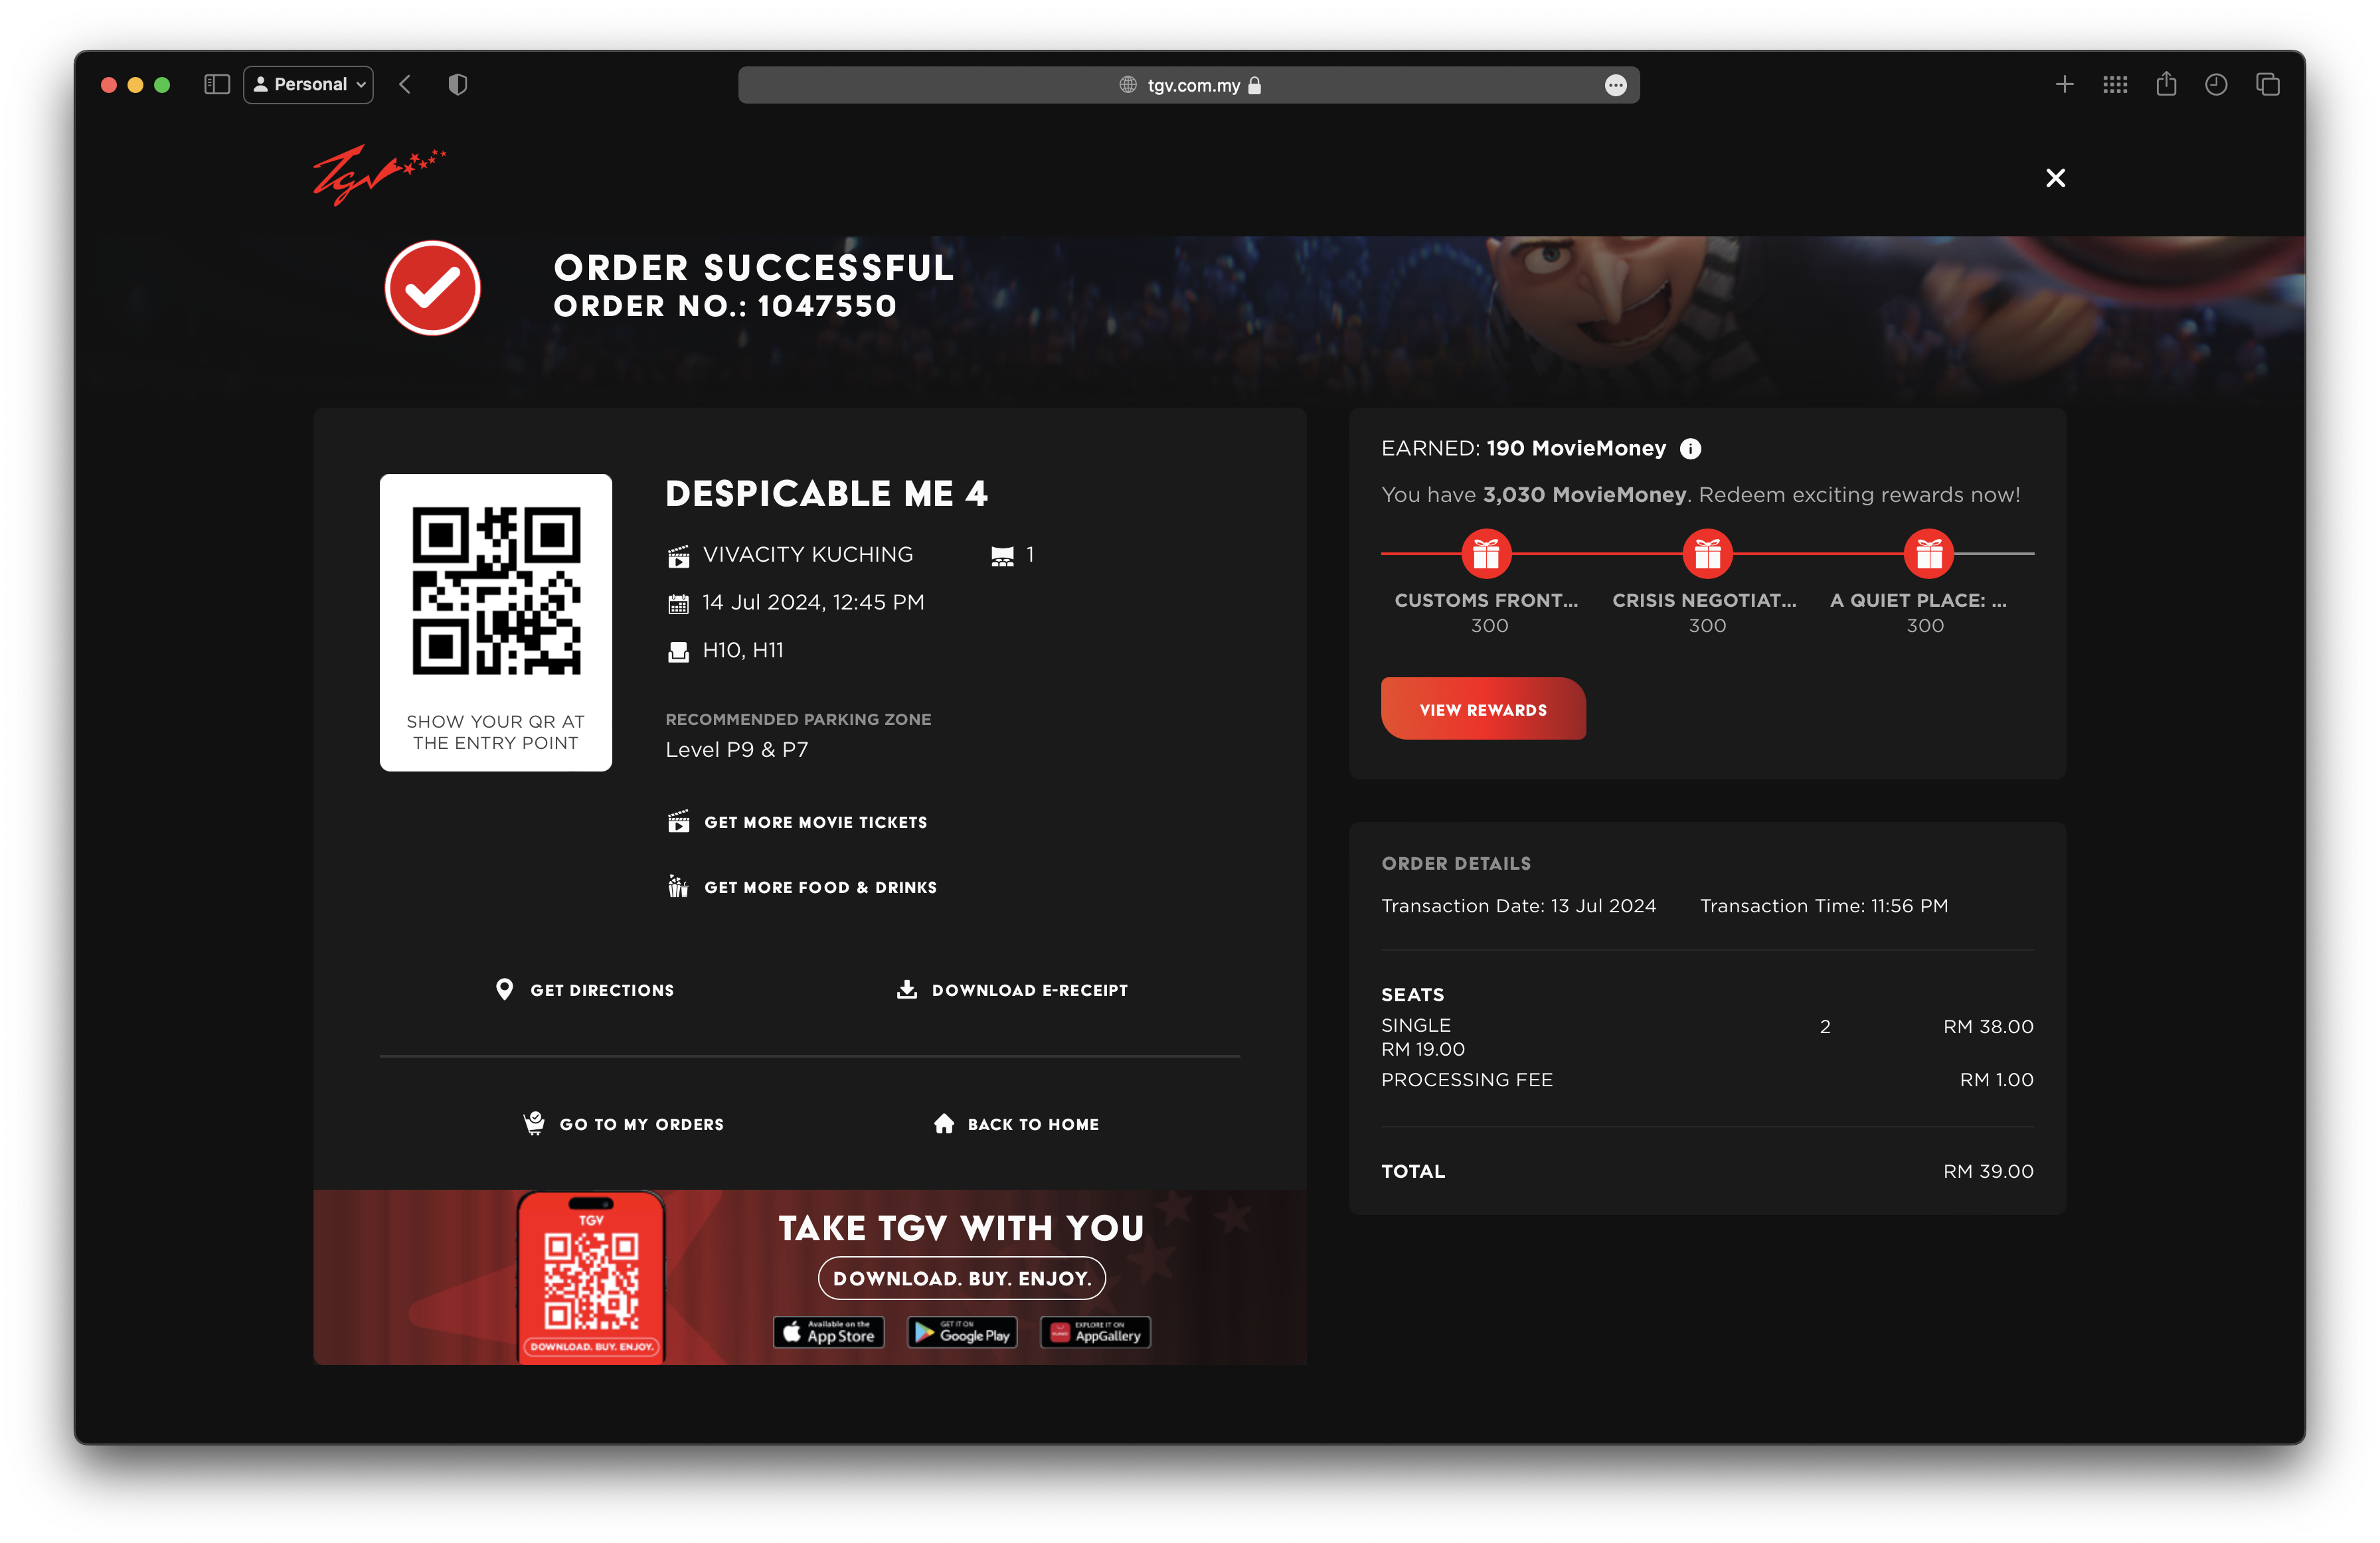 Personal
tgv.com.my
TGV
ORDER SUCCESSFUL
ORDER NO.: 1047550
SHOW YOUR QR AT
THE ENTRY POINT
DESPICABLE ME 4
VIVACITY KUCHING 1
14 Jul 2024, 12:45 PM
H10, H11
RECOMMENDED PARKING ZONE
Level P9 & P7
GET MORE MOVIE TICKETS
GET MORE FOOD & DRINKS
GET DIRECTIONS
DOWNLOAD E-RECEIPT
GO TO MY ORDERS
BACK TO HOME
TGV
DOWNLOAD. BUY. ENJOY.
TAKE TGV WITH YOU
DOWNLOAD. BUY. ENJOY.
Available on the
App Store
GET IT ON
Google Play
EXPLORE IT ON
AppGallery
EARNED: 190 MovieMoney
You have 3,030 MovieMoney. Redeem exciting rewards now!
CUSTOMS FRONT...
300
CRISIS NEGOTIAT...
300
A QUIET PLACE: ...
300
VIEW REWARDS
ORDER DETAILS
Transaction Date: 13 Jul 2024 Transaction Time: 11:56 PM
SEATS
SINGLE 2 RM 38.00
RM 19.00
PROCESSING FEE RM 1.00
TOTAL RM 39.00